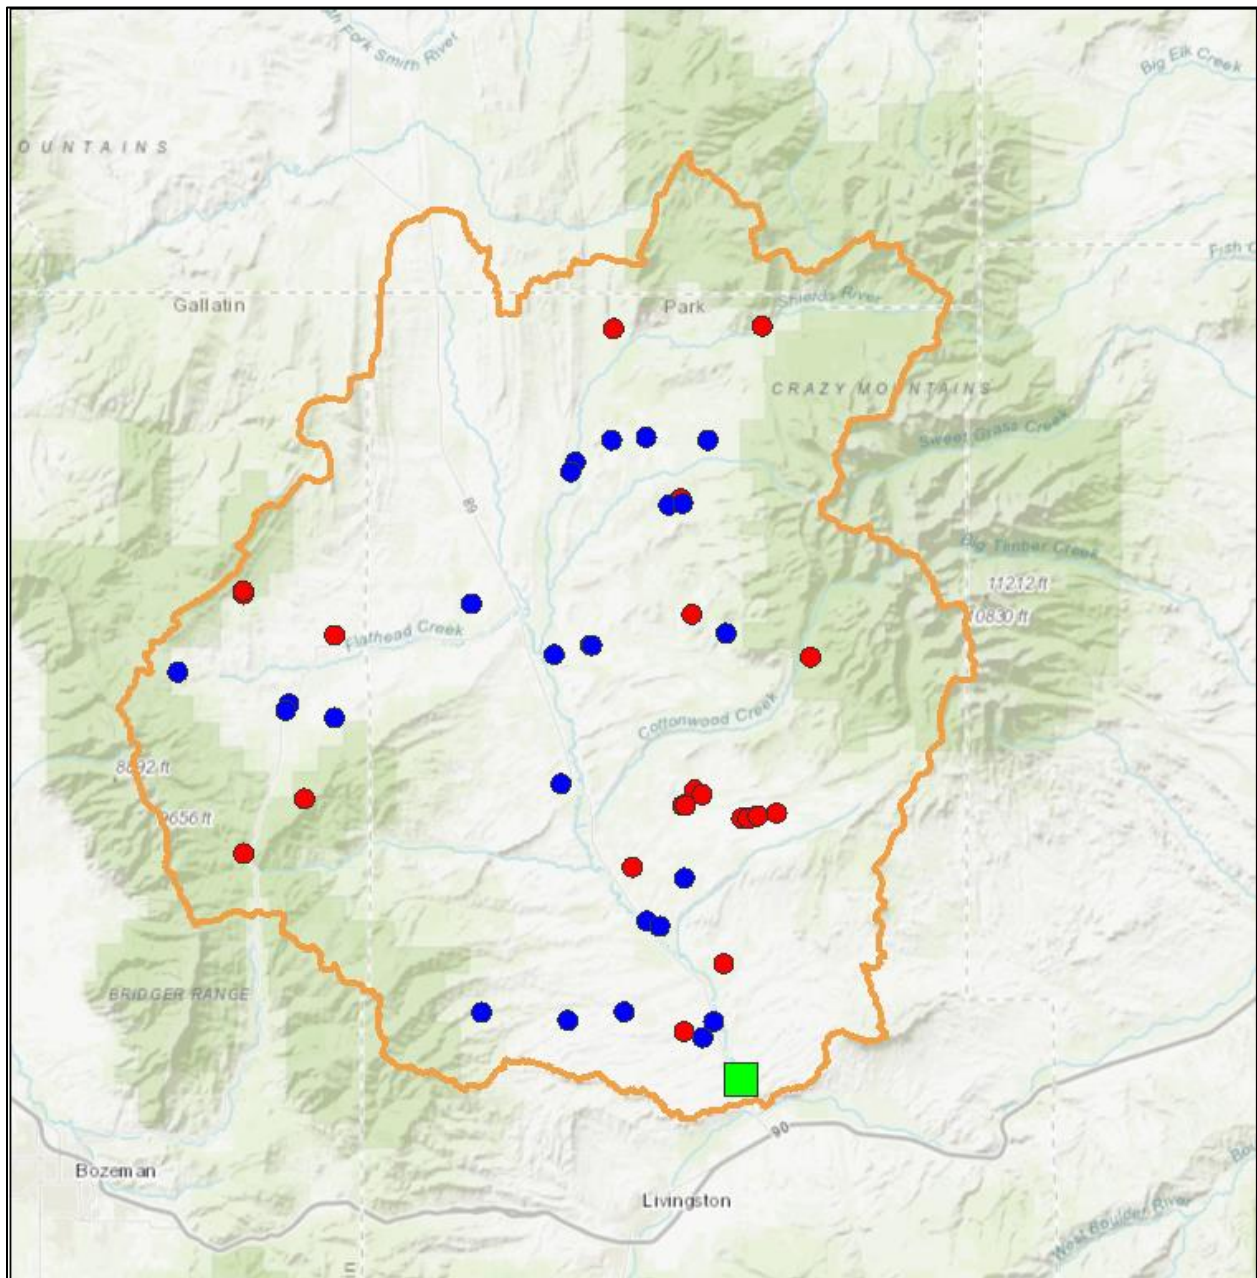 Fork Smith River
Big Elk Creek
OUNTAINS
Fish C
Gallatin
Park
Shields River
CRAZY MOUNTAINS
Sweet Grass Creek
89
Big Timber Creek
11212 ft
10830 ft
Flathead Creek
Cottonwood Creek
8892 ft
9656 ft
BRIDGER RANGE
90
Bozeman
Livingston
West Boulder River